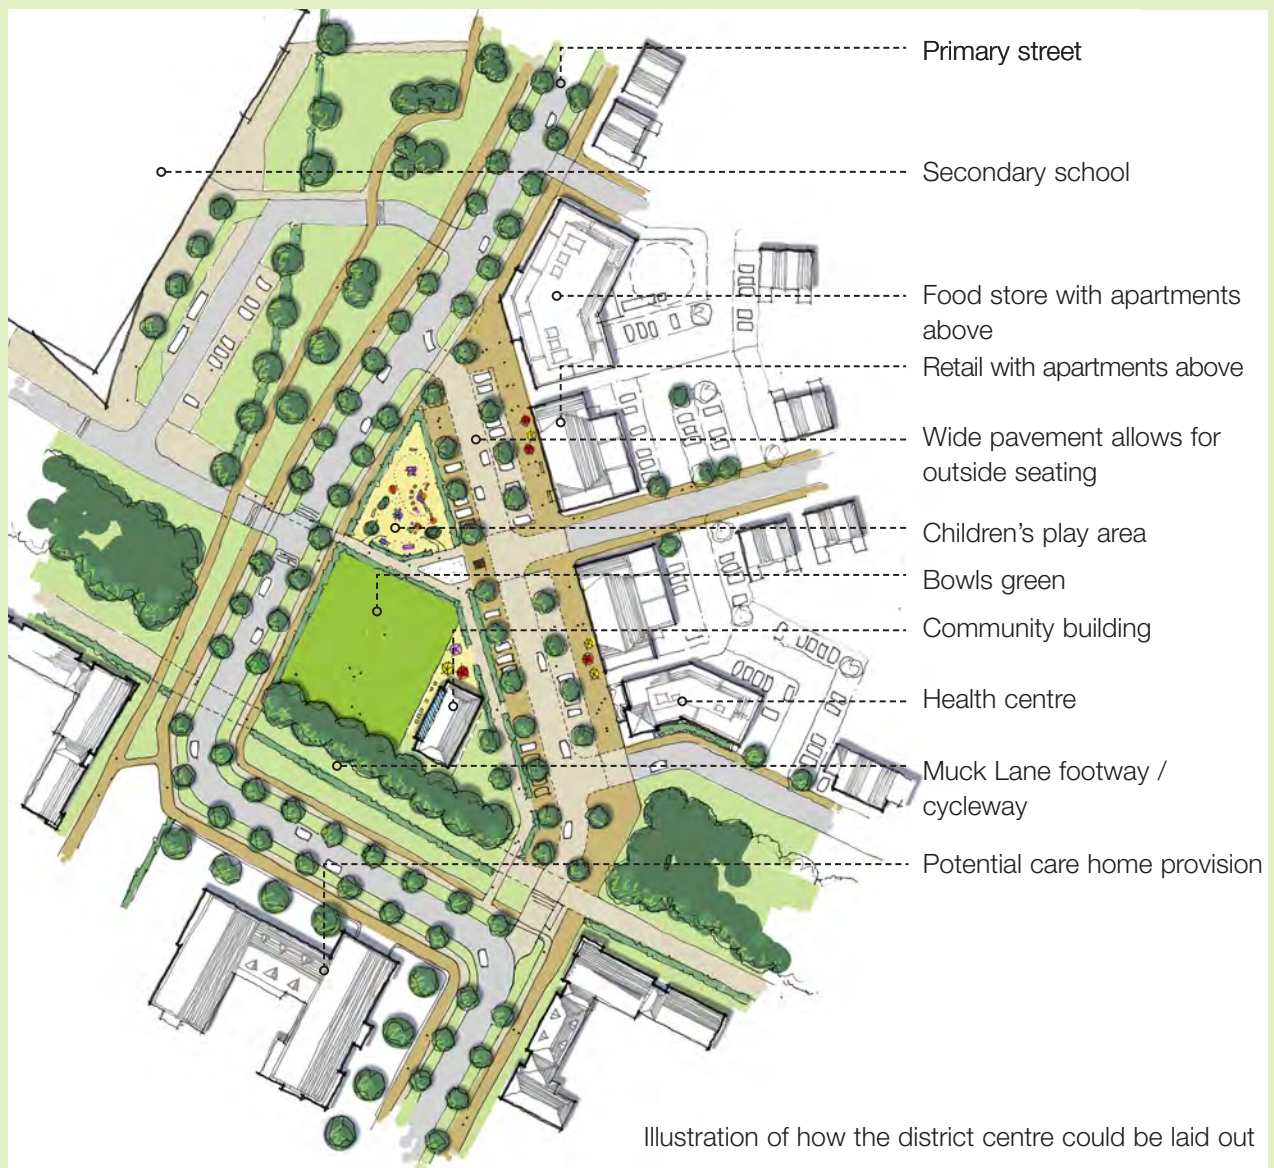 Primary street
Secondary school
Food store with apartments
above
Retail with apartments above
Wide pavement allows for
outside seating
Children’s play area
Bowls green
Community building
Health centre
Muck Lane footway /
cycleway
Potential care home provision
Illustration of how the district centre could be laid out